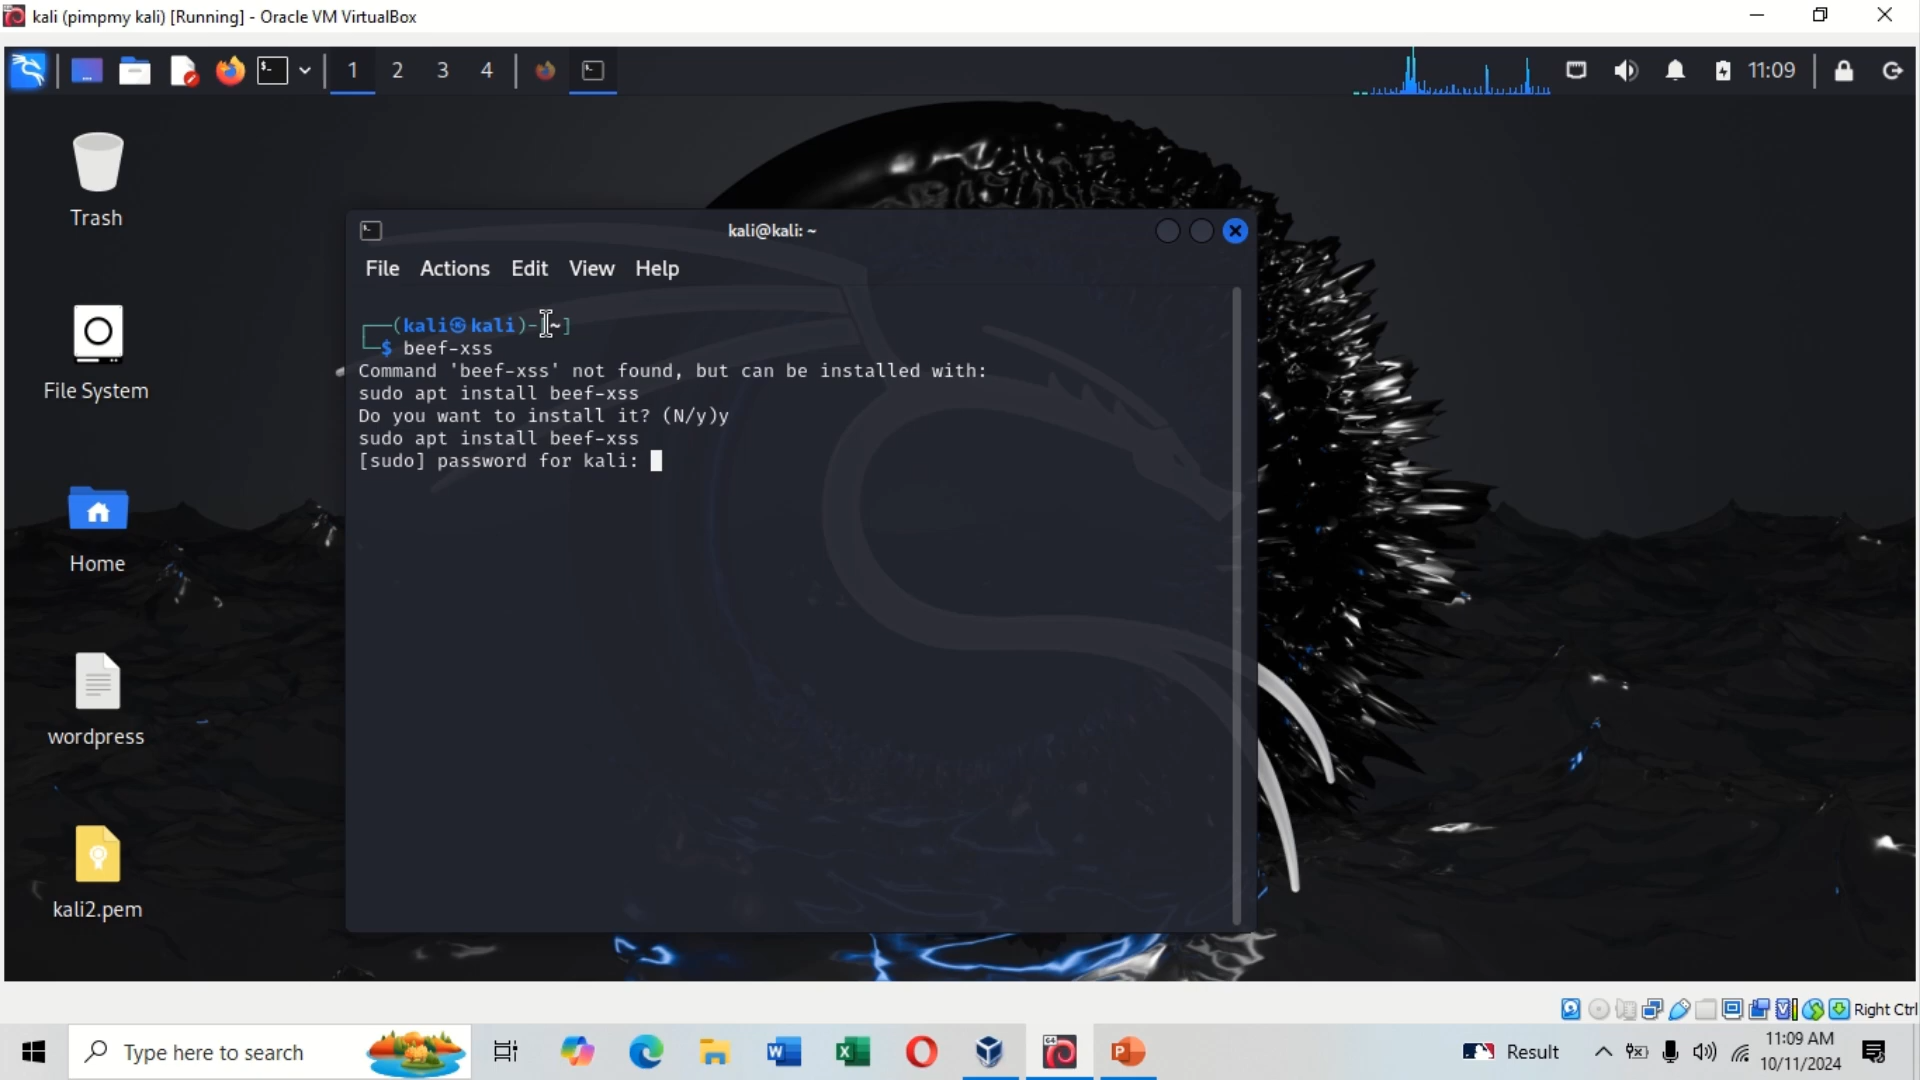 kali (pimpmy kali) [Running] - Oracle VM VirtualBox
1 2 3 4
11:09
Trash
File System
Home
wordpress
kali2.pem
kali@kali: ~
File Actions Edit View Help
┌──(kali㉿kali)-[~]
└─$ beef-xss
Command 'beef-xss' not found, but can be installed with:
sudo apt install beef-xss
Do you want to install it? (N/y)y
sudo apt install beef-xss
[sudo] password for kali:
Right Ctrl
Type here to search
Result
11:09 AM
10/11/2024